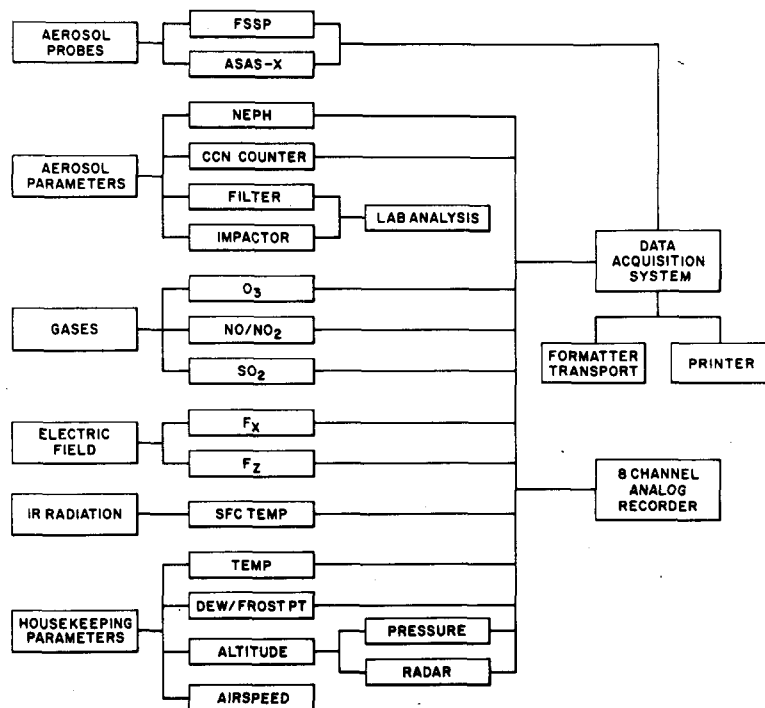 AEROSOL
PROBES
FSSP
ASAS-X
AEROSOL
PARAMETERS
NEPH
CCN COUNTER
FILTER
IMPACTOR
LAB ANALYSIS
GASES
O3
NO/NO2
SO2
DATA
ACQUISITION
SYSTEM
FORMATTER
TRANSPORT
PRINTER
ELECTRIC
FIELD
FX
FZ
IR RADIATION
SFC TEMP
8 CHANNEL
ANALOG
RECORDER
HOUSEKEEPING
PARAMETERS
TEMP
DEW/FROST PT
ALTITUDE
PRESSURE
RADAR
AIRSPEED